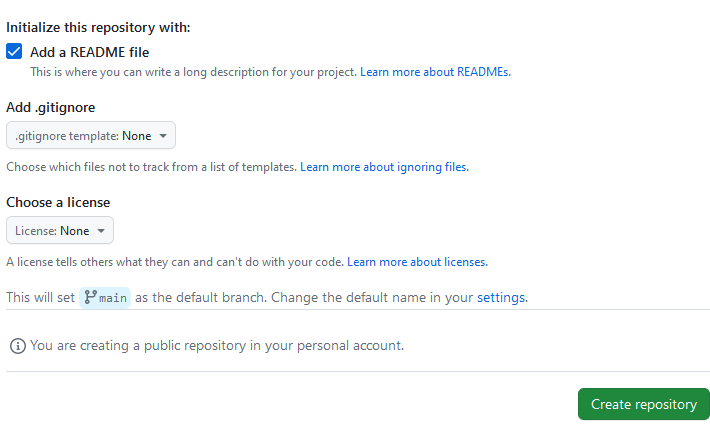 Initialize this repository with:
Add a README file
This is where you can write a long description for your project. Learn more about READMEs.
Add .gitignore
.gitignore template: None
Choose which files not to track from a list of templates. Learn more about ignoring files.
Choose a license
License: None
A license tells others what they can and can't do with your code. Learn more about licenses.
This will set main as the default branch. Change the default name in your settings.
You are creating a public repository in your personal account.
Create repository